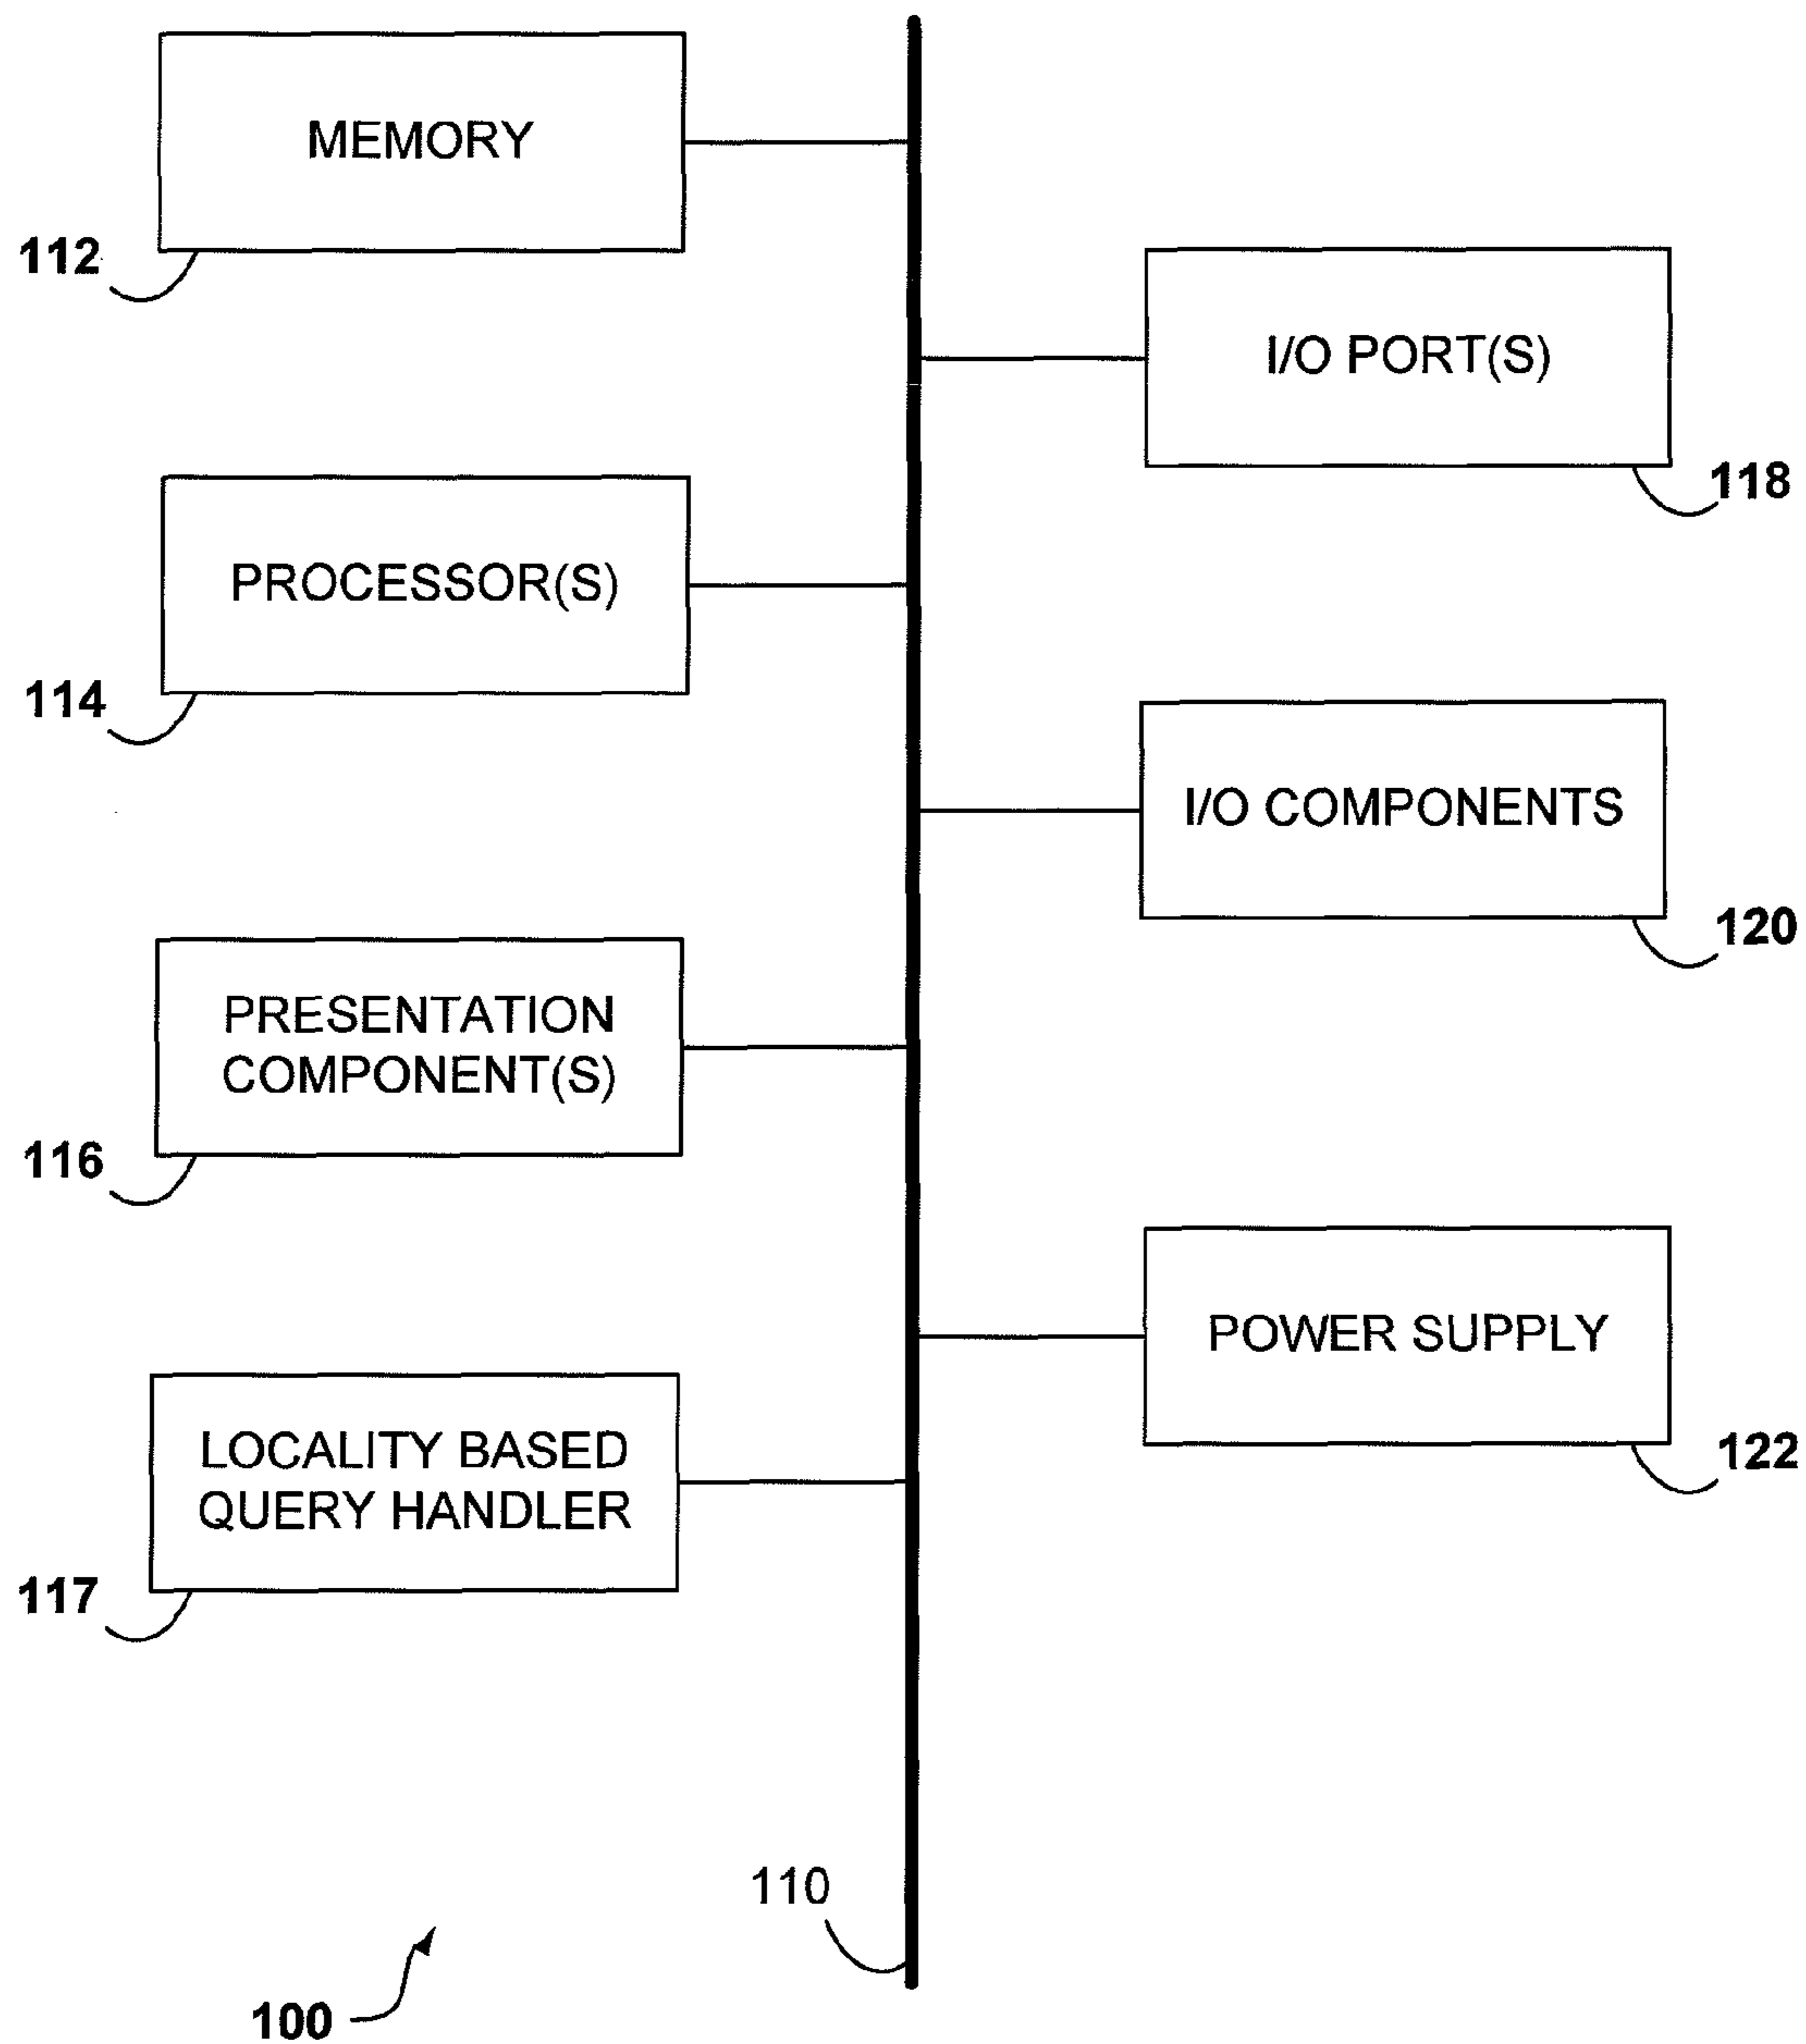 MEMORY
112
I/O PORT(S)
118
PROCESSOR(S)
114
I/O COMPONENTS
120
PRESENTATION
COMPONENT(S)
116
POWER SUPPLY
122
LOCALITY BASED
QUERY HANDLER
117
110
100